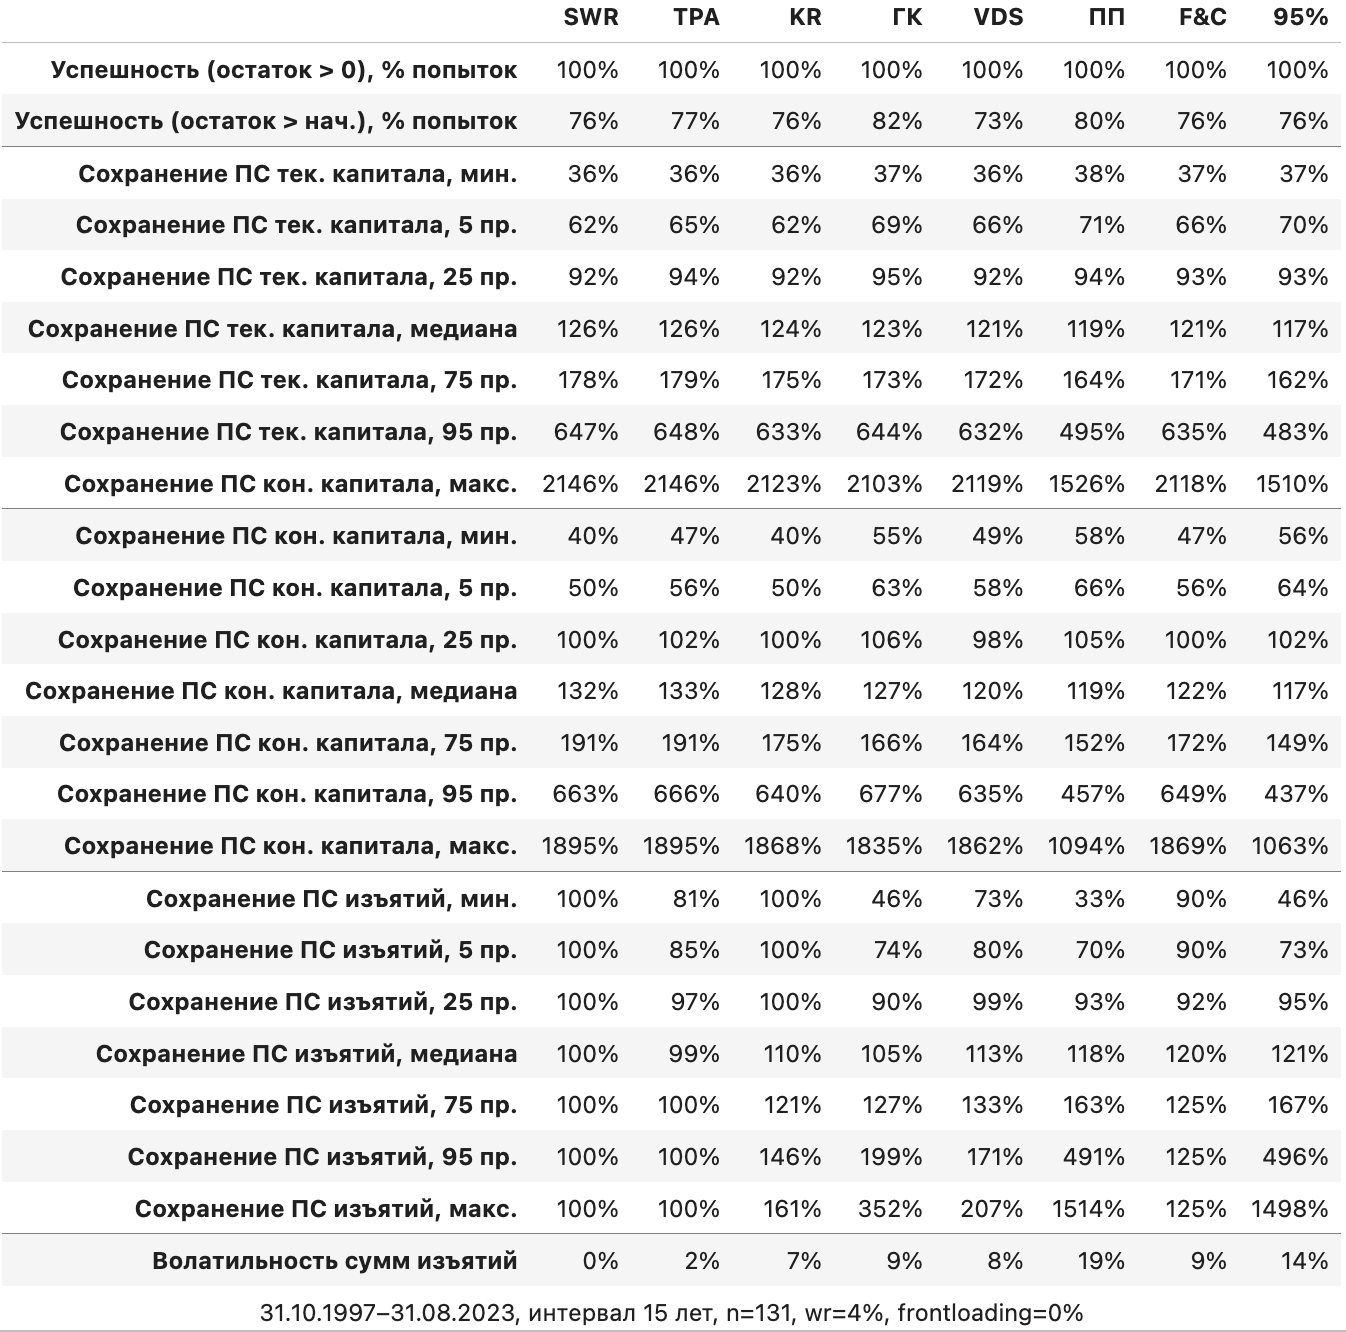 SWR TPA KR ГК VDS ПП F&C 95%
Успешность (остаток > 0), % попыток 100% 100% 100% 100% 100% 100% 100% 100%
Успешность (остаток > нач.), % попыток 76% 77% 76% 82% 73% 80% 76% 76%
Сохранение ПС тек. капитала, мин. 36% 36% 36% 37% 36% 38% 37% 37%
Сохранение ПС тек. капитала, 5 пр. 62% 65% 62% 69% 66% 71% 66% 70%
Сохранение ПС тек. капитала, 25 пр. 92% 94% 92% 95% 92% 94% 93% 93%
Сохранение ПС тек. капитала, медиана 126% 126% 124% 123% 121% 119% 121% 117%
Сохранение ПС тек. капитала, 75 пр. 178% 179% 175% 173% 172% 164% 171% 162%
Сохранение ПС тек. капитала, 95 пр. 647% 648% 633% 644% 632% 495% 635% 483%
Сохранение ПС кон. капитала, макс. 2146% 2146% 2123% 2103% 2119% 1526% 2118% 1510%
Сохранение ПС кон. капитала, мин. 40% 47% 40% 55% 49% 58% 47% 56%
Сохранение ПС кон. капитала, 5 пр. 50% 56% 50% 63% 58% 66% 56% 64%
Сохранение ПС кон. капитала, 25 пр. 100% 102% 100% 106% 98% 105% 100% 102%
Сохранение ПС кон. капитала, медиана 132% 133% 128% 127% 120% 119% 122% 117%
Сохранение ПС кон. капитала, 75 пр. 191% 191% 175% 166% 164% 152% 172% 149%
Сохранение ПС кон. капитала, 95 пр. 663% 666% 640% 677% 635% 457% 649% 437%
Сохранение ПС кон. капитала, макс. 1895% 1895% 1868% 1835% 1862% 1094% 1869% 1063%
Сохранение ПС изъятий, мин. 100% 81% 100% 46% 73% 33% 90% 46%
Сохранение ПС изъятий, 5 пр. 100% 85% 100% 74% 80% 70% 90% 73%
Сохранение ПС изъятий, 25 пр. 100% 97% 100% 90% 99% 93% 92% 95%
Сохранение ПС изъятий, медиана 100% 99% 110% 105% 113% 118% 120% 121%
Сохранение ПС изъятий, 75 пр. 100% 100% 121% 127% 133% 163% 125% 167%
Сохранение ПС изъятий, 95 пр. 100% 100% 146% 199% 171% 491% 125% 496%
Сохранение ПС изъятий, макс. 100% 100% 161% 352% 207% 1514% 125% 1498%
Волатильность сумм изъятий 0% 2% 7% 9% 8% 19% 9% 14%
31.10.1997–31.08.2023, интервал 15 лет, n=131, wr=4%, frontloading=0%